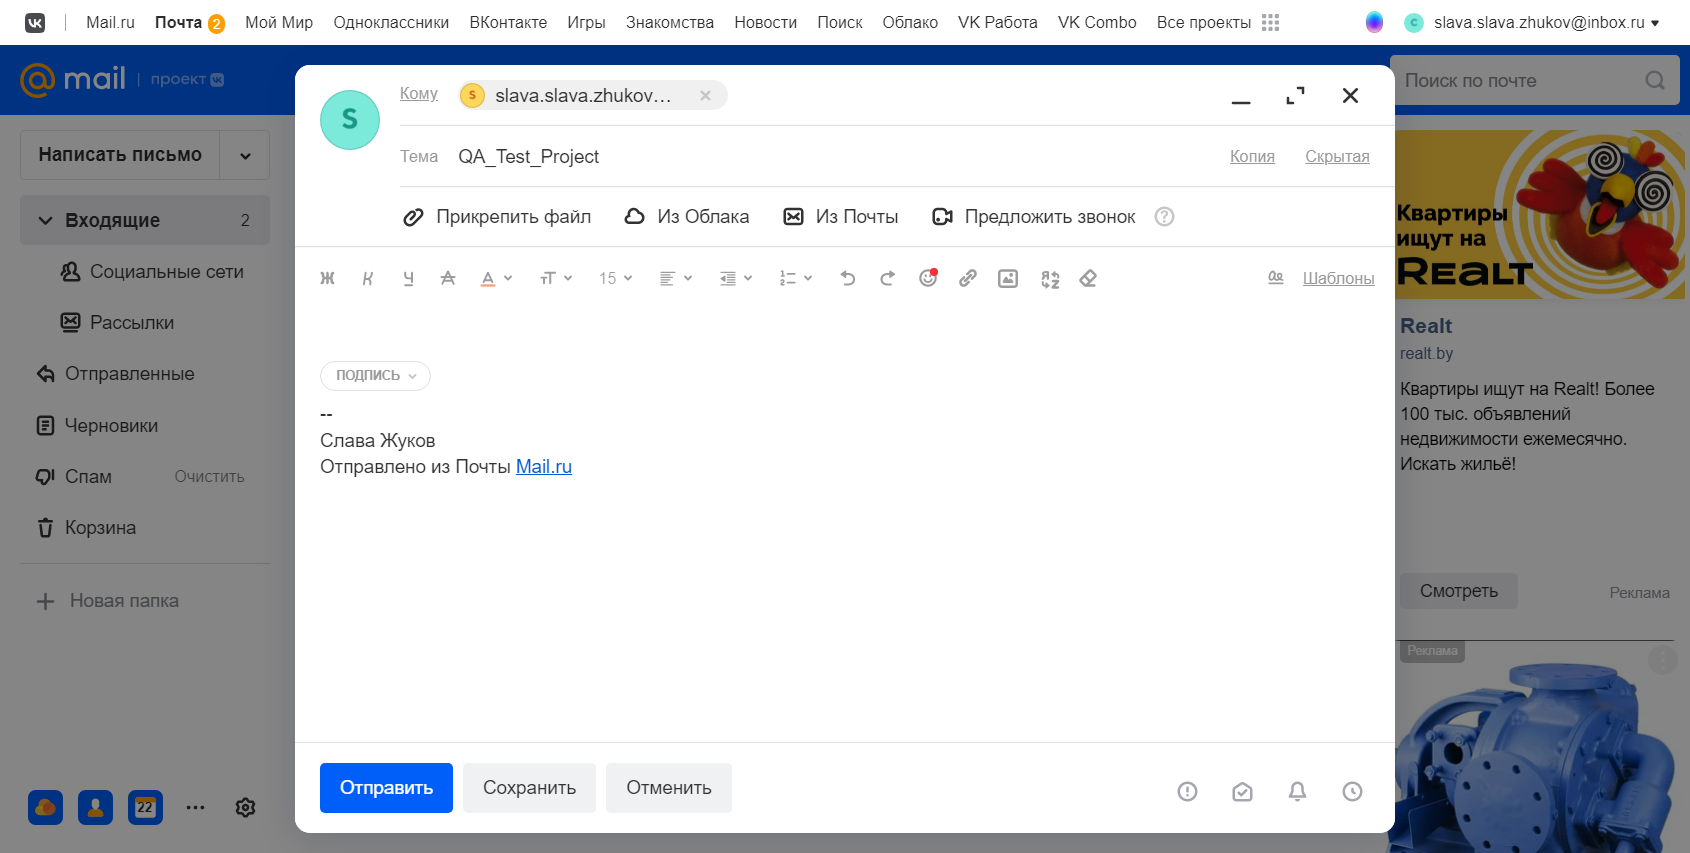 Mail.ru Почта 2 Мой Мир Одноклассники ВКонтакте Игры Знакомства Новости Поиск Облако VK Работа VK Combo Все проекты C slava.slava.zhukov@inbox.ru
mail проект
Поиск по почте
Написать письмо
Входящие 2
Социальные сети
Рассылки
Отправленные
Черновики
Спам Очистить
Корзина
Новая папка
22
S
Кому S slava.slava.zhukov...
Тема QA_Test_Project Копия Скрытая
Прикрепить файл Из Облака Из Почты Предложить звонок ?
Ж К Ч А А тТ 15 Шаблоны
ПОДПИСЬ
--
Слава Жуков
Отправлено из Почты Mail.ru
Отправить Сохранить Отменить
Квартиры
ищут на
REALT
Realt
realt.by
Квартиры ищут на Realt! Более
100 тыс. объявлений
недвижимости ежемесячно.
Искать жильё!
Смотреть Реклама
Реклама